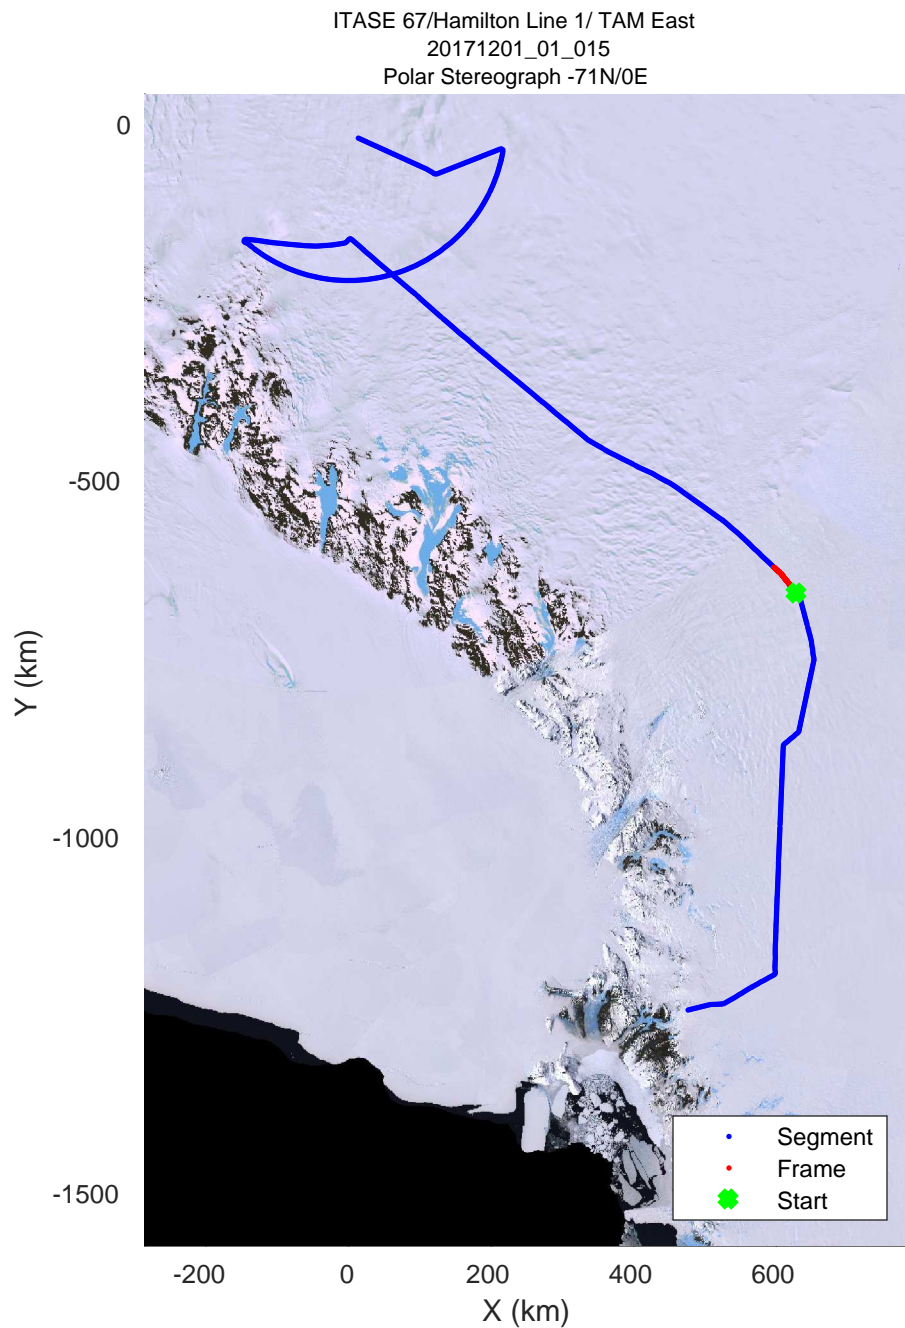 ITASE 67/Hamilton Line 1/ TAM East
20171201_01_015
Polar Stereograph -71N/0E
0
-500
-1000
-1500
Y (km)
-200 0 200 400 600
X (km)
Segment
Frame
Start